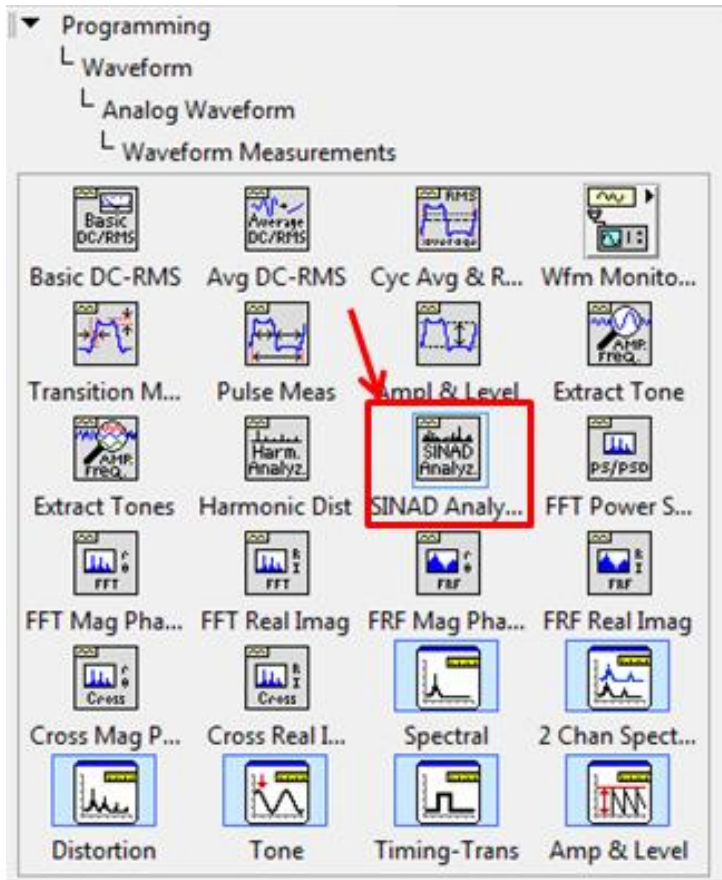 Programming
Waveform
Analog Waveform
Waveform Measurements
Basic DC/RMS
Average DC/RMS
RMS average
Basic DC-RMS Avg DC-RMS Cyc Avg & R... Wfm Monito...
AMP. FREQ.
Transition M... Pulse Meas Ampl & Level Extract Tone
AMP. FREQ.
Harm. Analyz.
SINAD Analyz.
PS/PSD
Extract Tones Harmonic Dist SINAD Analy... FFT Power S...
r θ FFT
R I FFT
r θ FRF
R I FRF
FFT Mag Pha... FFT Real Imag FRF Mag Pha... FRF Real Imag
r θ Cross
R I Cross
Cross Mag P... Cross Real I... Spectral 2 Chan Spect...
Distortion Tone Timing-Trans Amp & Level